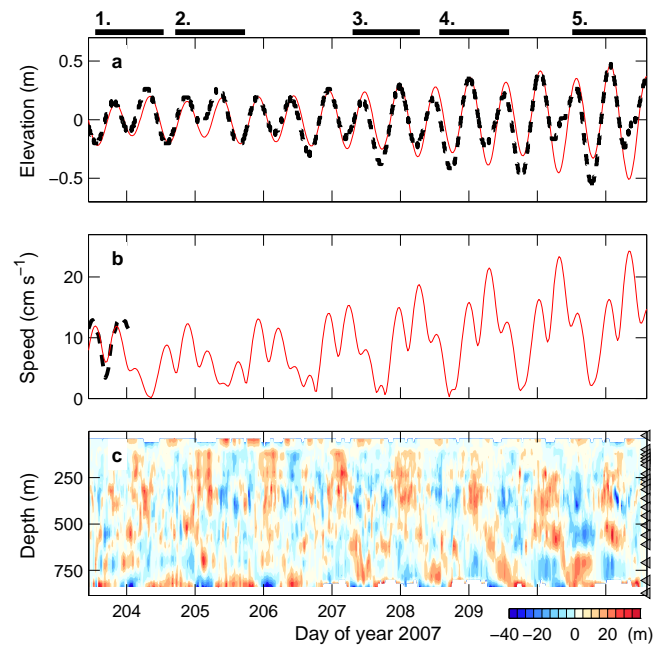 1. 2. 3. 4. 5.
a
0.5
0
−0.5
Elevation (m)
b
20
10
0
Speed (cm s−1)
c
250
500
750
Depth (m)
204 205 206 207 208 209
Day of year 2007
−40 −20 0 20 (m)